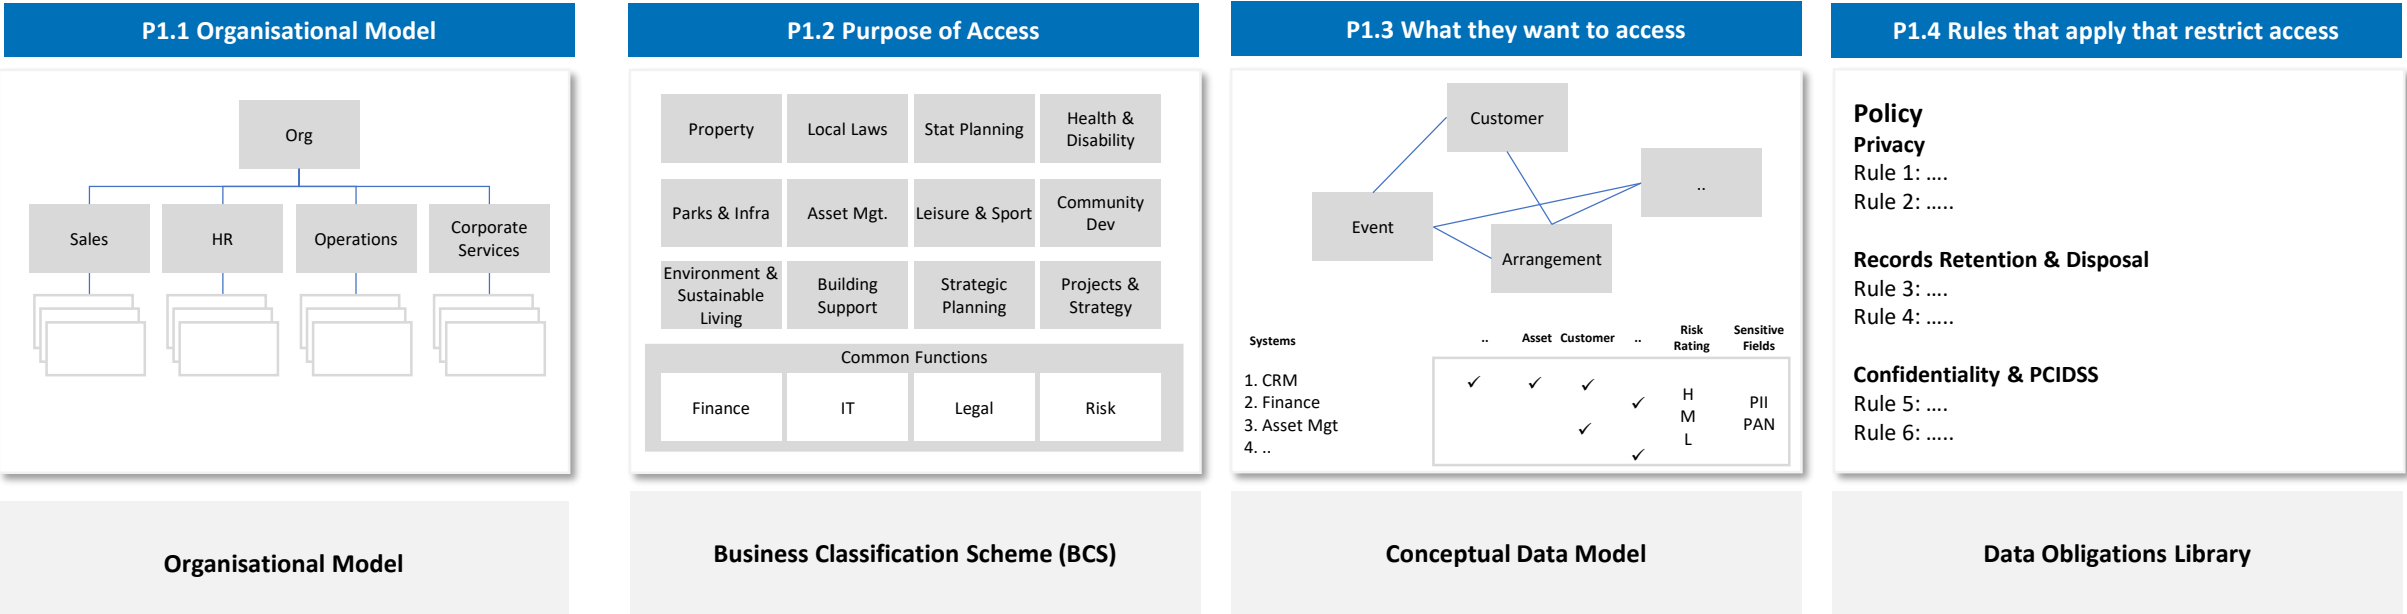 P1.1 Organisational Model
Org
Sales
HR
Operations
Corporate
Services
Organisational Model
P1.2 Purpose of Access
Property
Local Laws
Stat Planning
Health &
Disability
Parks & Infra
Asset Mgt.
Leisure & Sport
Community
Dev
Environment &
Sustainable
Living
Building
Support
Strategic
Planning
Projects &
Strategy
Common Functions
Finance
IT
Legal
Risk
Business Classification Scheme (BCS)
P1.3 What they want to access
Customer
..
Event
Arrangement
Systems
..
Asset
Customer
..
Risk
Rating
Sensitive
Fields
1. CRM
2. Finance
3. Asset Mgt
4. ..
✓ ✓ ✓
✓
✓
✓
H
M
L
PII
PAN
Conceptual Data Model
P1.4 Rules that apply that restrict access
Policy
Privacy
Rule 1: ....
Rule 2: .....
Records Retention & Disposal
Rule 3: ....
Rule 4: .....
Confidentiality & PCIDSS
Rule 5: ....
Rule 6: .....
Data Obligations Library